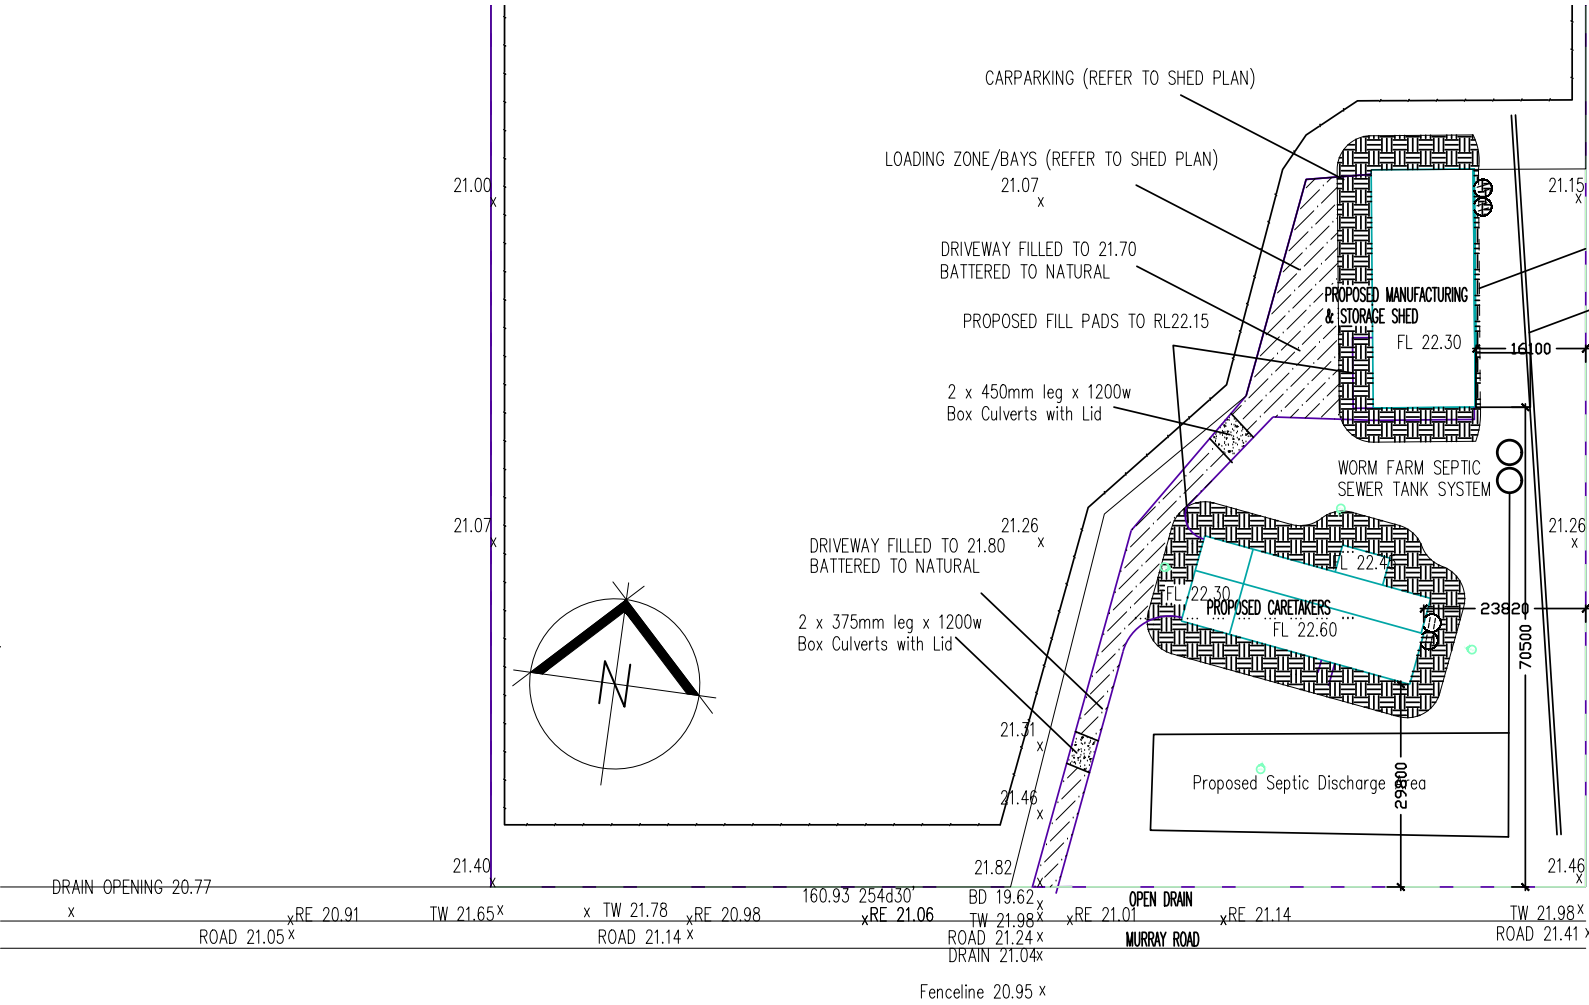 CARPARKING (REFER TO SHED PLAN)
LOADING ZONE/BAYS (REFER TO SHED PLAN)
21.00
21.07
21.15
DRIVEWAY FILLED TO 21.70
BATTERED TO NATURAL
PROPOSED MANUFACTURING
& STORAGE SHED
FL 22.30
PROPOSED FILL PADS TO RL22.15
16100
2 x 450mm leg x 1200w
Box Culverts with Lid
WORM FARM SEPTIC
SEWER TANK SYSTEM
21.07
21.26
21.26
DRIVEWAY FILLED TO 21.80
BATTERED TO NATURAL
L 22.4
FL 22.30
PROPOSED CARETAKERS
FL 22.60
23820
70500
2 x 375mm leg x 1200w
Box Culverts with Lid
N
21.31
Proposed Septic Discharge area
29800
21.46
21.40
21.82
21.46
DRAIN OPENING 20.77
160.93 254d30'
BD 19.62
OPEN DRAIN
RE 20.91
TW 21.65
TW 21.78
RE 20.98
RE 21.06
TW 21.98
RE 21.01
RE 21.14
TW 21.98
ROAD 21.05
ROAD 21.14
ROAD 21.24
MURRAY ROAD
ROAD 21.41
DRAIN 21.04
Fenceline 20.95